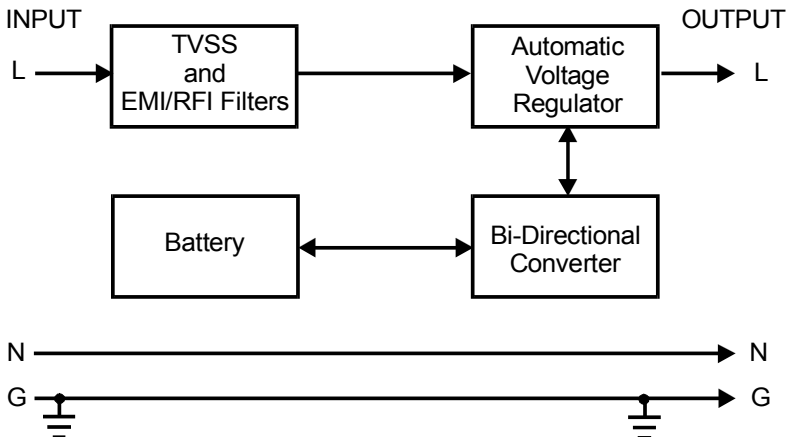 INPUT
OUTPUT
L
TVSS
and
EMI/RFI Filters
Automatic
Voltage
Regulator
L
Battery
Bi-Directional
Converter
N
N
G
G